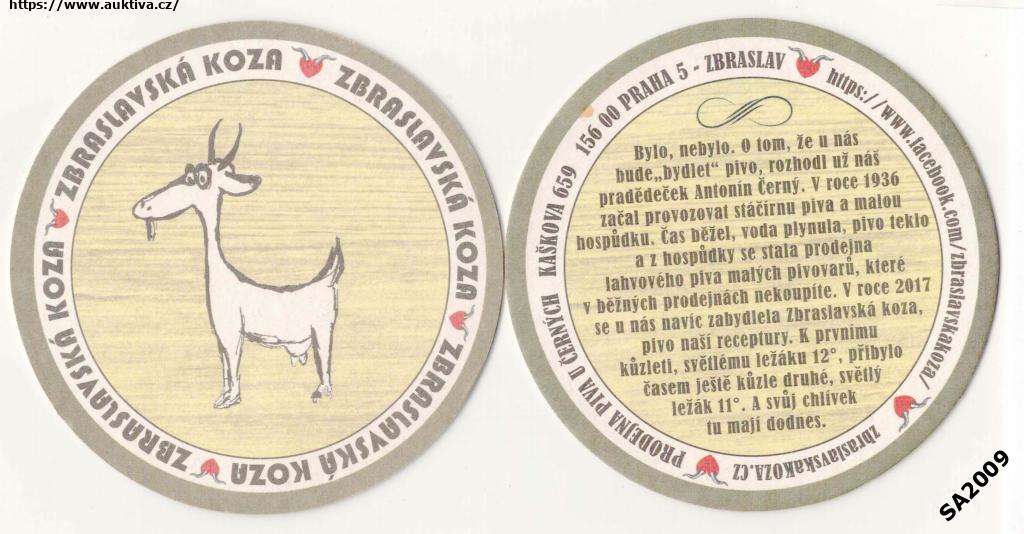 https://www.auktiva.cz/
ZBRASLAVSKÁ KOZA
ZBRASLAVSKÁ KOZA
ZBRASLAVSKÁ KOZA
ZBRASLAVSKÁ KOZA
PRODEJNA PIVA U ČERNÝCH KAŠKOVA 659 156 00 PRAHA 5 - ZBRASLAV
https://www.facebook.com/zbraslavskakoza/
zbraslavskaKOZA.CZ
Bylo, nebylo. O tom, že u nás
bude„bydlet“ pivo, rozhodl už náš
pradědeček Antonín Černý. V roce 1936
začal provozovat stáčírnu piva a malou
hospůdku. Čas běžel, voda plynula, pivo teklo
a z hospůdky se stala prodejna
lahvového piva malých pivovarů, které
v běžných prodejnách nekoupíte. V roce 2017
se u nás navíc zabydlela Zbraslavská koza,
pivo naší receptury. K prvnímu
kůzleti, světlému ležáku 12°, přibylo
časem ještě kůzle druhé, světlý
ležák 11°. A svůj chlívek
tu mají dodnes.
SA2009